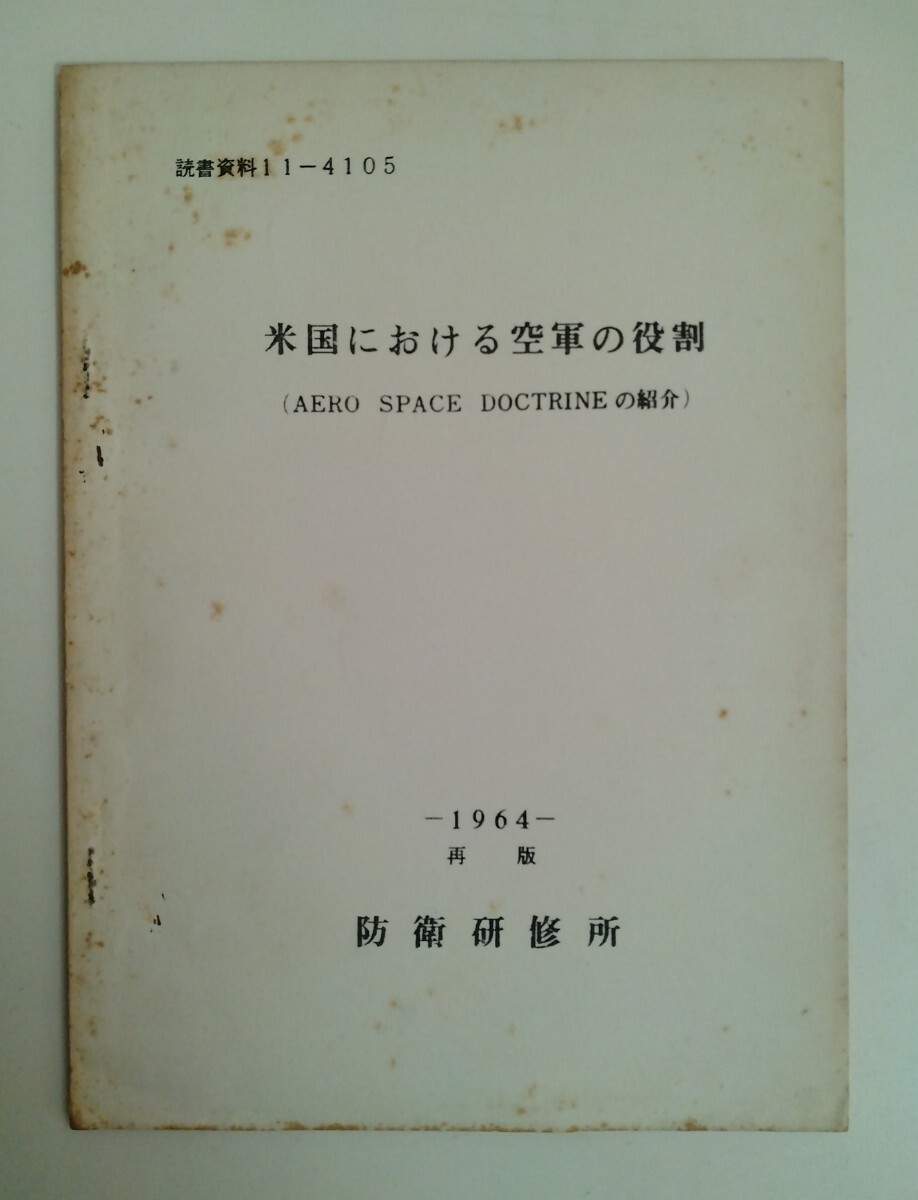 読書資料11-4105
米国における空軍の役割
(AERO SPACE DOCTRINEの紹介)
-1964-
再 版
防衛研修所